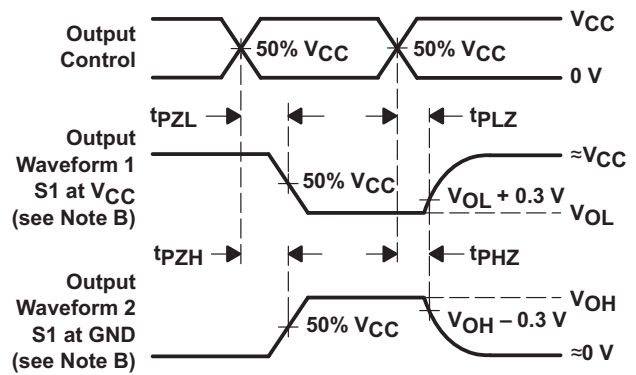 Output
Control
50% VCC
50% VCC
VCC
0 V
tPZL
tPLZ
Output
Waveform 1
S1 at VCC
(see Note B)
50% VCC
≈VCC
VOL + 0.3 V
VOL
tPZH
tPHZ
Output
Waveform 2
S1 at GND
(see Note B)
50% VCC
VOH
VOH – 0.3 V
≈0 V